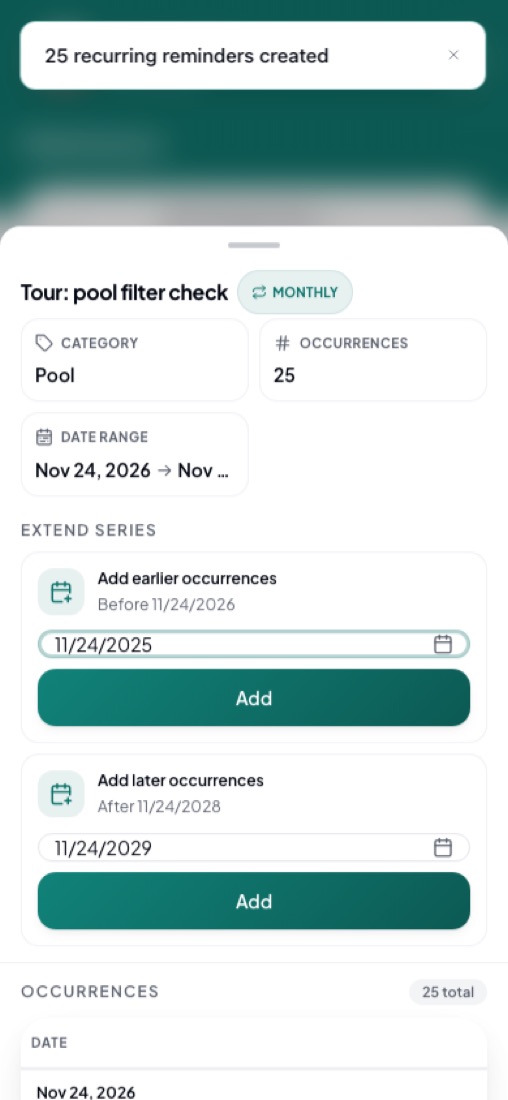 25 recurring reminders created
Tour: pool filter check
MONTHLY
CATEGORY
Pool
OCCURRENCES
25
DATE RANGE
Nov 24, 2026 → Nov ...
EXTEND SERIES
Add earlier occurrences
Before 11/24/2026
11/24/2025
Add
Add later occurrences
After 11/24/2028
11/24/2029
Add
OCCURRENCES
25 total
DATE
Nov 24, 2026